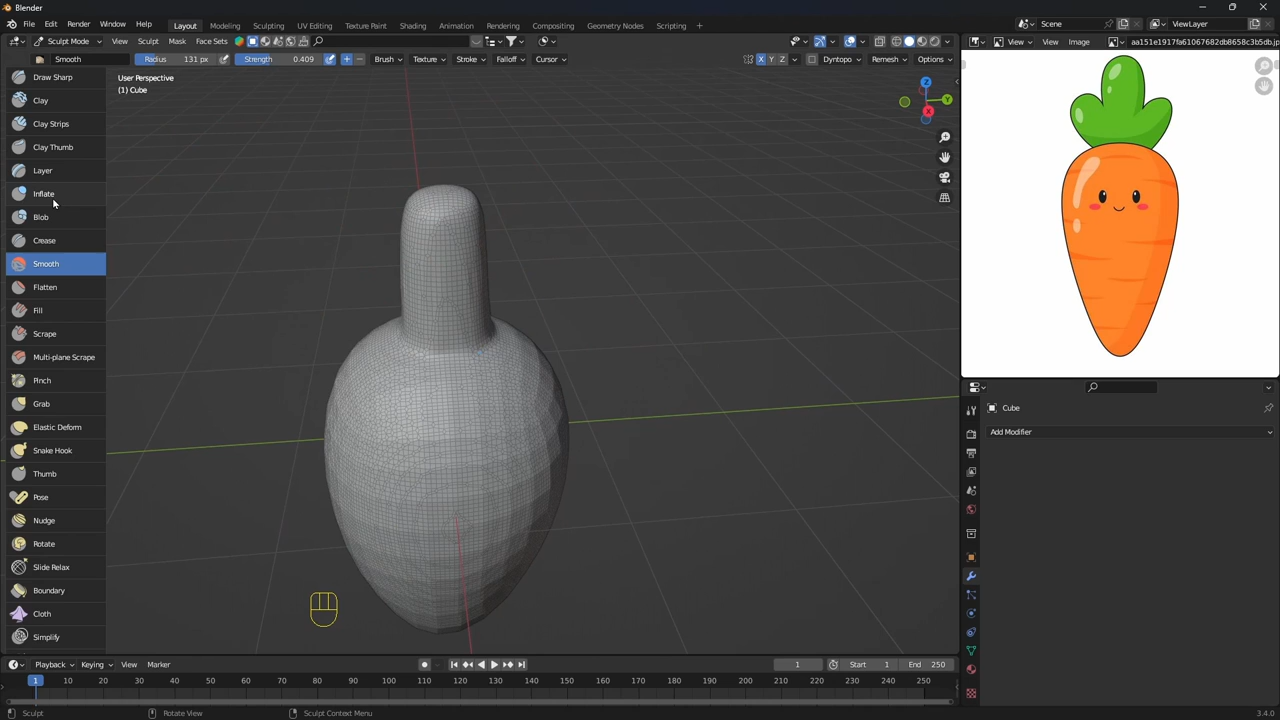 Blender
File Edit Render Window Help Layout Modeling Sculpting UV Editing Texture Paint Shading Animation Rendering Compositing Geometry Nodes Scripting + Scene ViewLayer
Sculpt Mode View Sculpt Mask Face Sets View View Image aa151e1917fa61067682db8658c3b5db.jp
Smooth Radius 131 px Strength 0.409 Brush Texture Stroke Falloff Cursor X Y Z Dyntopo Remesh Options
User Perspective
(1) Cube
Z
Y
X
Draw Sharp
Clay
Clay Strips
Clay Thumb
Layer
Inflate
Blob
Crease
Smooth
Flatten
Fill
Scrape
Multi-plane Scrape
Pinch
Grab
Elastic Deform
Snake Hook
Thumb
Pose
Nudge
Rotate
Slide Relax
Boundary
Cloth
Simplify
Cube
Add Modifier
Playback Keying View Marker 1 Start 1 End 250
1 10 20 30 40 50 60 70 80 90 100 110 120 130 140 150 160 170 180 190 200 210 220 230 240 250
Sculpt Rotate View Sculpt Context Menu 3.4.0